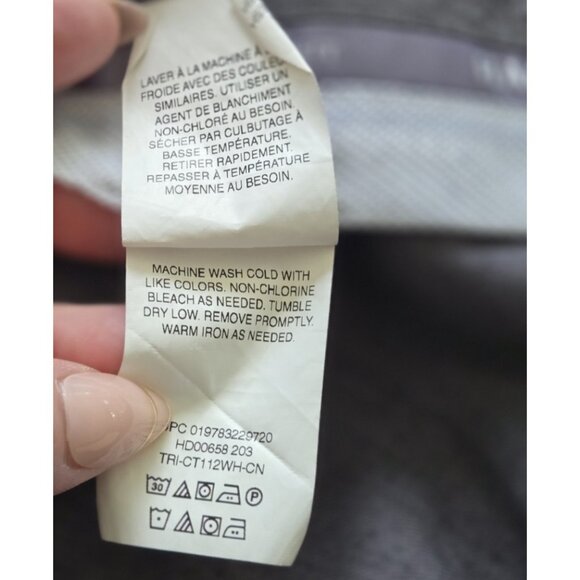 LAVER À LA MACHINE À
FROIDE AVEC DES COULEU
SIMILAIRES. UTILISER UN
AGENT DE BLANCHIMENT
NON-CHLORÉ AU BESOIN.
SÉCHER PAR CULBUTAGE À
BASSE TEMPÉRATURE.
RETIRER RAPIDEMENT.
REPASSER À TEMPÉRATURE
MOYENNE AU BESOIN.
MACHINE WASH COLD WITH
LIKE COLORS. NON-CHLORINE
BLEACH AS NEEDED. TUMBLE
DRY LOW. REMOVE PROMPTLY.
WARM IRON AS NEEDED.
PC 019783229720
HD00658 203
TRI-CT112WH-CN
30 P